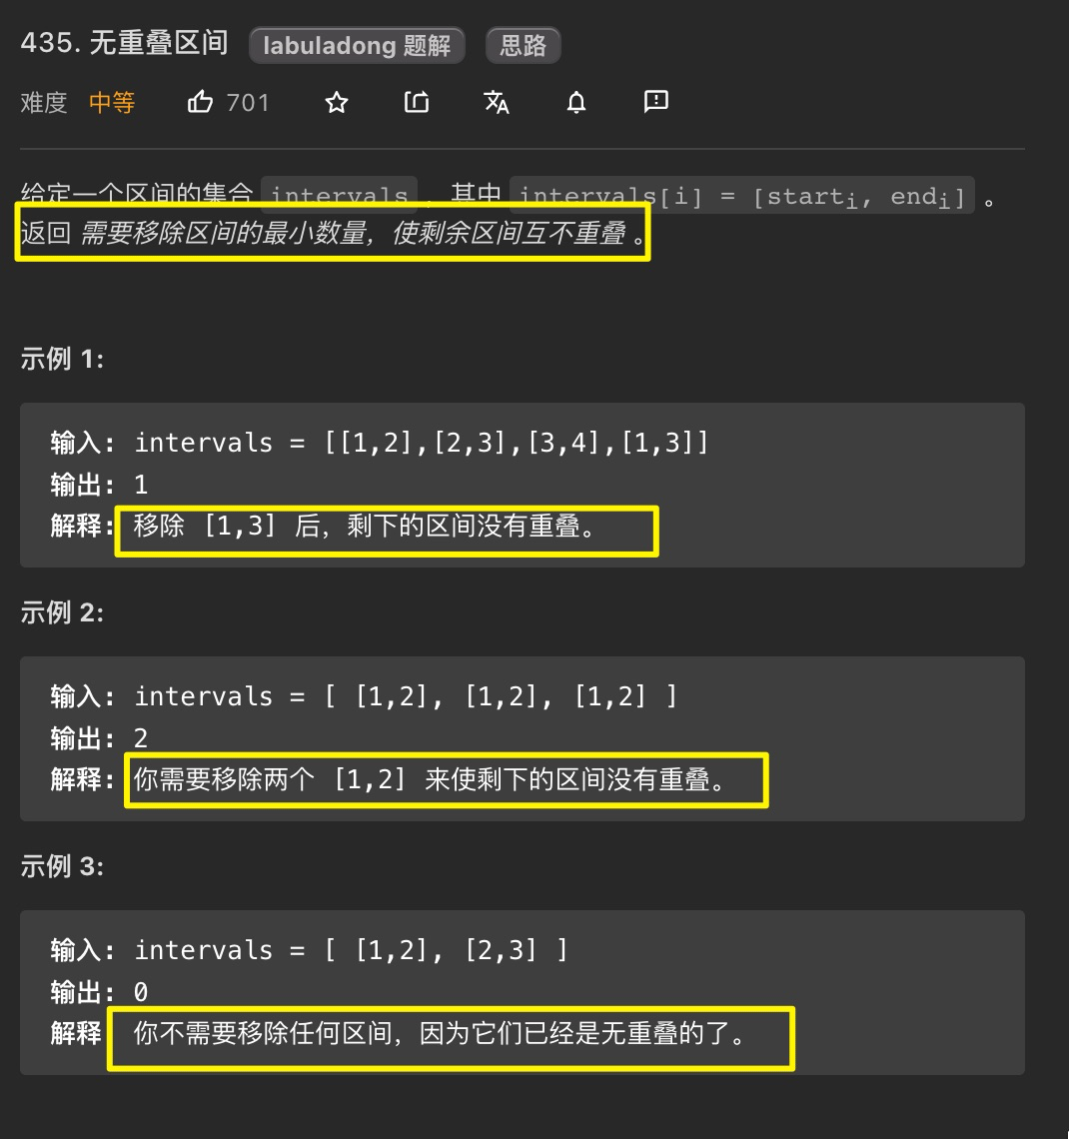 435. 无重叠区间 labuladong 题解 思路
难度 中等 701
给定一个区间的集合 intervals ，其中 intervals[i] = [starti, endi] 。
返回 需要移除区间的最小数量，使剩余区间互不重叠 。
示例 1:
输入: intervals = [[1,2],[2,3],[3,4],[1,3]]
输出: 1
解释: 移除 [1,3] 后，剩下的区间没有重叠。
示例 2:
输入: intervals = [ [1,2], [1,2], [1,2] ]
输出: 2
解释: 你需要移除两个 [1,2] 来使剩下的区间没有重叠。
示例 3:
输入: intervals = [ [1,2], [2,3] ]
输出: 0
解释 你不需要移除任何区间，因为它们已经是无重叠的了。